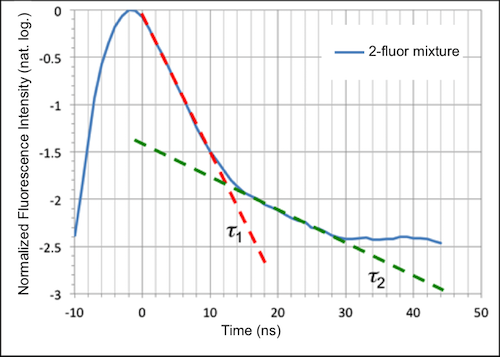 Normalized Fluorescence Intensity (nat. log.)
0
-0.5
-1
-1.5
-2
-2.5
-3
2-fluor mixture
τ1
τ2
-10 0 10 20 30 40 50
Time (ns)